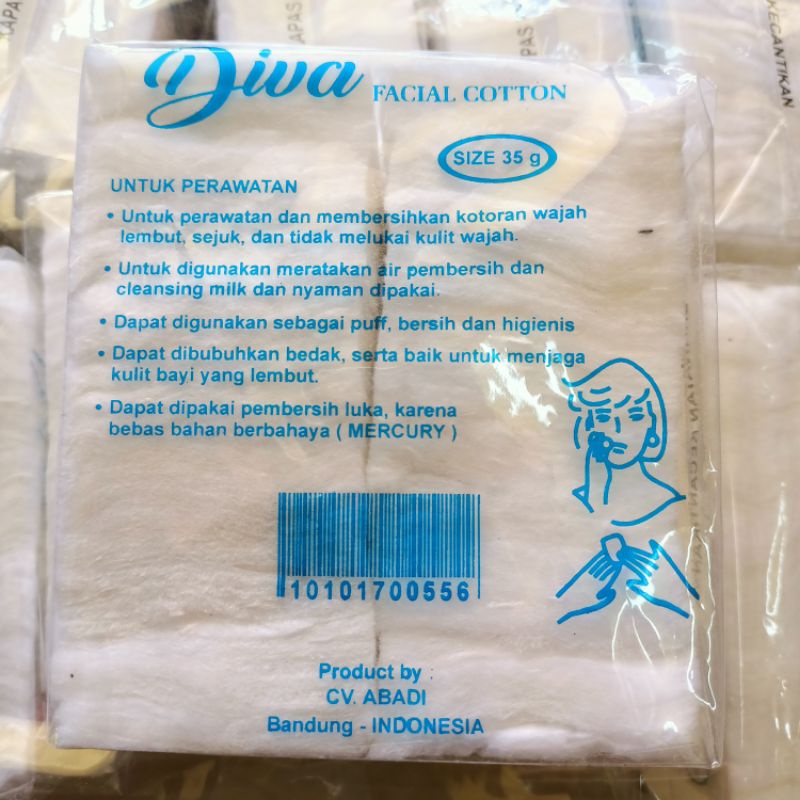 KAPAS
KAPAS
KAPAS
KECANTIKAN
Diva FACIAL COTTON
SIZE 35 g
UNTUK PERAWATAN
• Untuk perawatan dan membersihkan kotoran wajah
lembut, sejuk, dan tidak melukai kulit wajah.
• Untuk digunakan meratakan air pembersih dan
cleansing milk dan nyaman dipakai.
• Dapat digunakan sebagai puff, bersih dan higienis
• Dapat dibubuhkan bedak, serta baik untuk menjaga
kulit bayi yang lembut.
• Dapat dipakai pembersih luka, karena
bebas bahan berbahaya ( MERCURY )
10101700556
Product by :
CV. ABADI
Bandung - INDONESIA